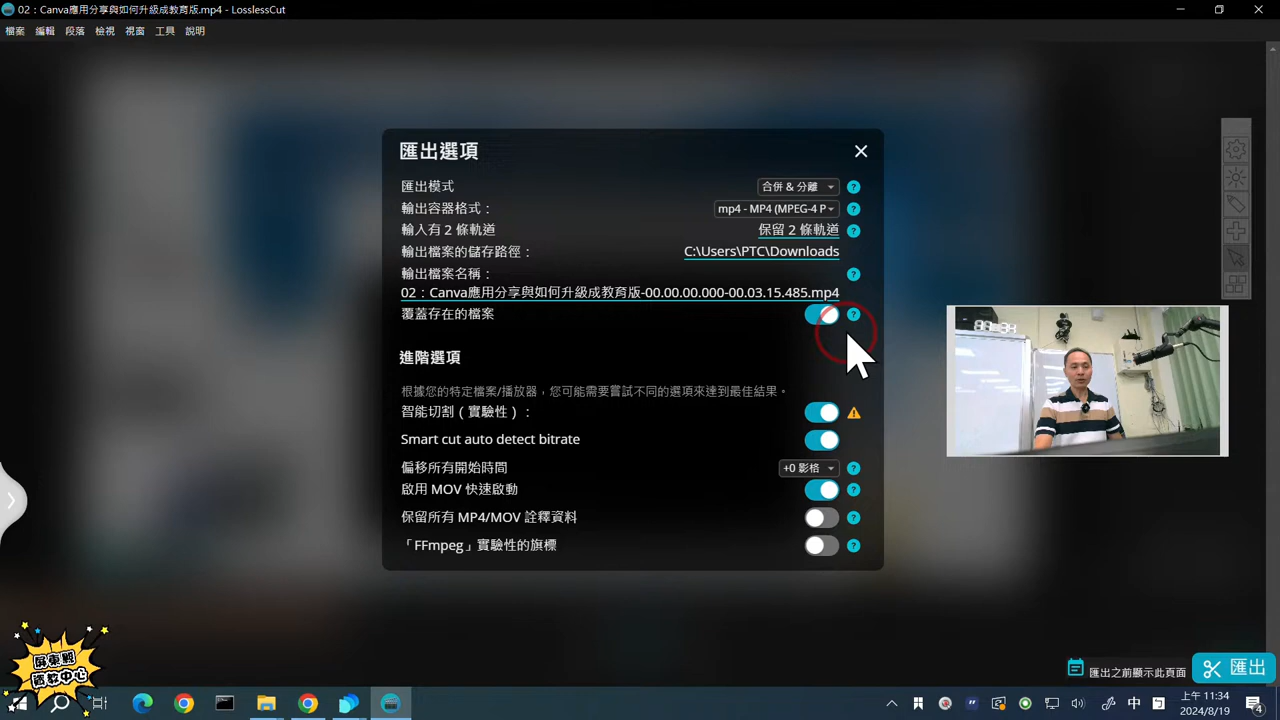 02：Canva應用分享與如何升級成教育版.mp4 - LosslessCut
檔案 編輯 段落 檢視 視窗 工具 說明
匯出選項
匯出模式 合併 & 分離
輸出容器格式： mp4 - MP4 (MPEG-4 P
輸入有 2 條軌道 保留 2 條軌道
輸出檔案的儲存路徑： C:\Users\PTC\Downloads
輸出檔案名稱：
02：Canva應用分享與如何升級成教育版-00.00.00.000-00.03.15.485.mp4
覆蓋存在的檔案
進階選項
根據您的特定檔案/播放器，您可能需要嘗試不同的選項來達到最佳結果。
智能切割（實驗性）：
Smart cut auto detect bitrate
偏移所有開始時間 +0 影格
啟用 MOV 快速啟動
保留所有 MP4/MOV 詮釋資料
「FFmpeg」實驗性的旗標
屏東縣
匯出之前顯示此頁面 匯出
中
上午 11:34
2024/8/19
4